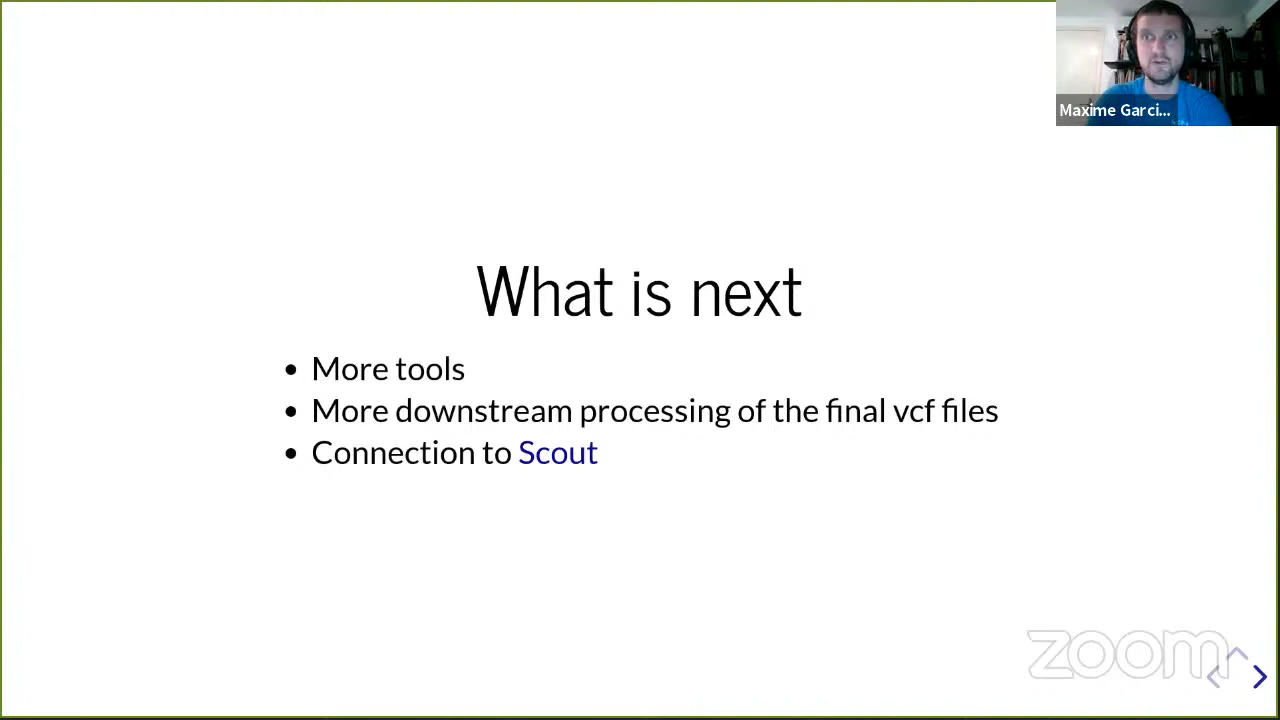 Maxime Garci...
What is next
• More tools
• More downstream processing of the final vcf files
• Connection to Scout
zoom